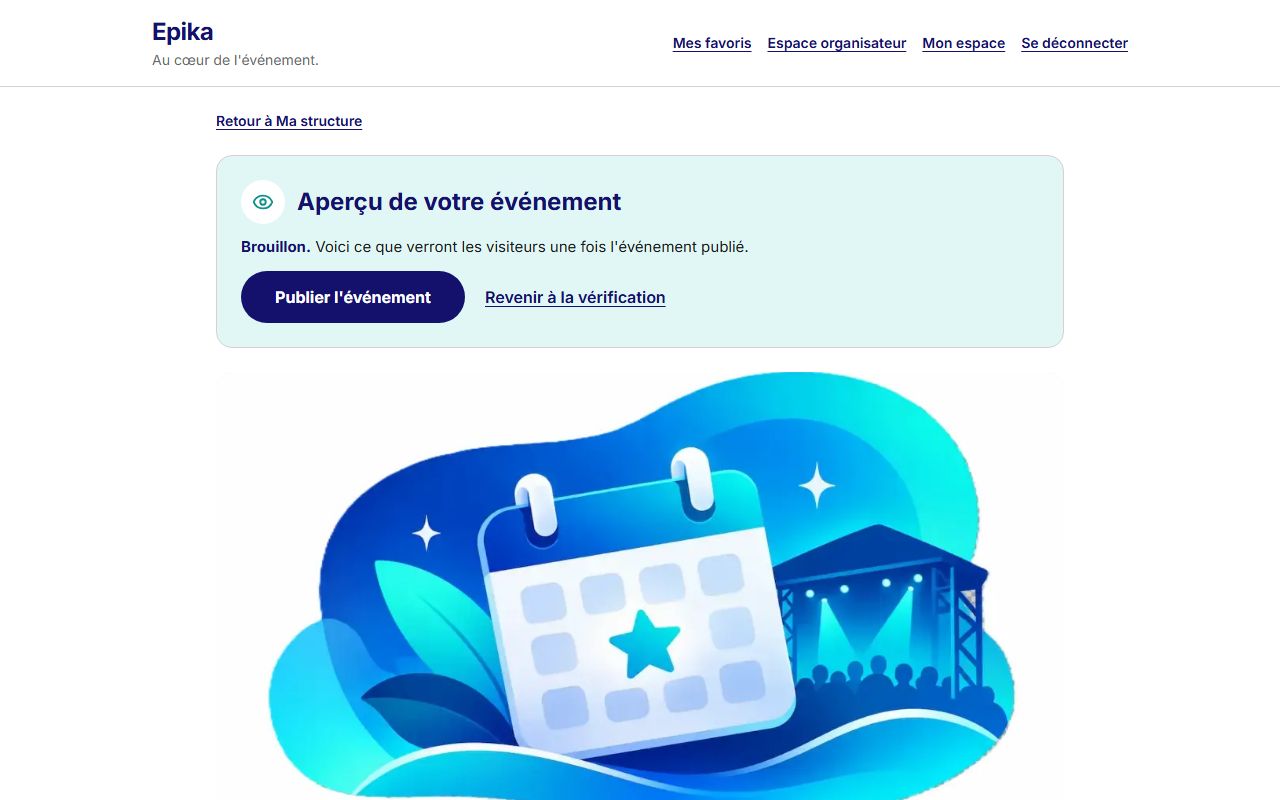 Epika
Au cœur de l'événement.
Mes favoris
Espace organisateur
Mon espace
Se déconnecter
Retour à Ma structure
Aperçu de votre événement
Brouillon. Voici ce que verront les visiteurs une fois l'événement publié.
Publier l'événement
Revenir à la vérification